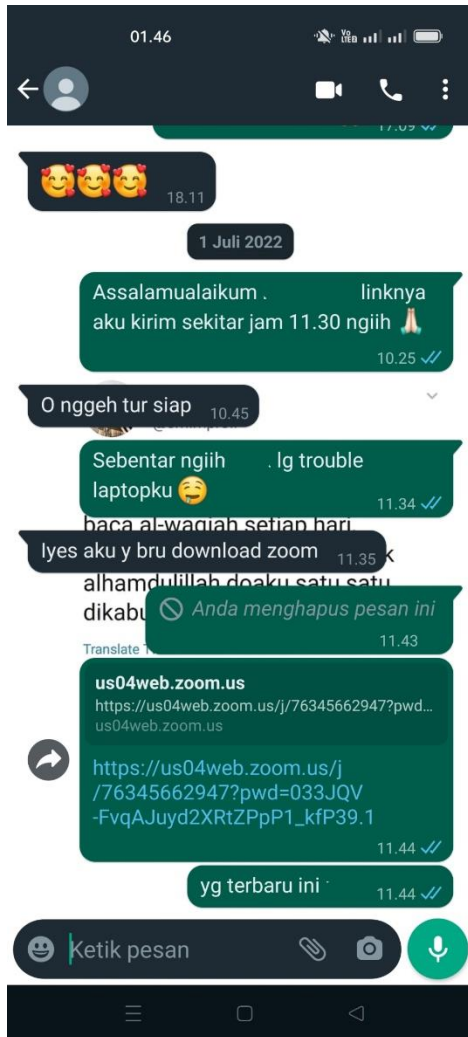 01.46
17.09
18.11
1 Juli 2022
Assalamualaikum . linknya
aku kirim sekitar jam 11.30 ngiih 🙏🏻
10.25
O nggeh tur siap 10.45
Sebentar ngiih . lg trouble
laptopku 🤤
11.34
baca al-waqiah setiap hari.
Iyes aku y bru download zoom 11.35
k
alhamdulillah doaku satu satu
dikabu
Anda menghapus pesan ini
11.43
Translate T
us04web.zoom.us
https://us04web.zoom.us/j/76345662947?pwd...
us04web.zoom.us
https://us04web.zoom.us/j
/76345662947?pwd=033JQV
-FvqAJuyd2XRtZPpP1_kfP39.1
11.44
yg terbaru ini 11.44
Ketik pesan